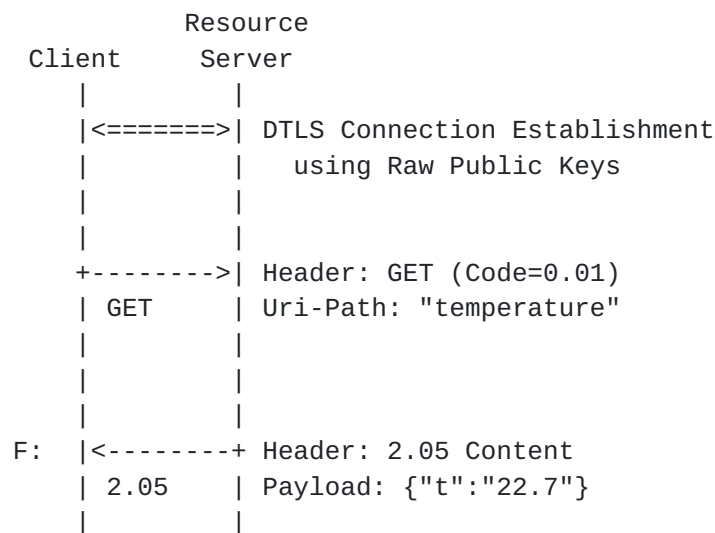 Resource
Client Server
|<=======>| DTLS Connection Establishment
using Raw Public Keys
+-------->| Header: GET (Code=0.01)
| GET | Uri-Path: "temperature"
F: |<--------+ Header: 2.05 Content
| 2.05 | Payload: {"t":"22.7"}